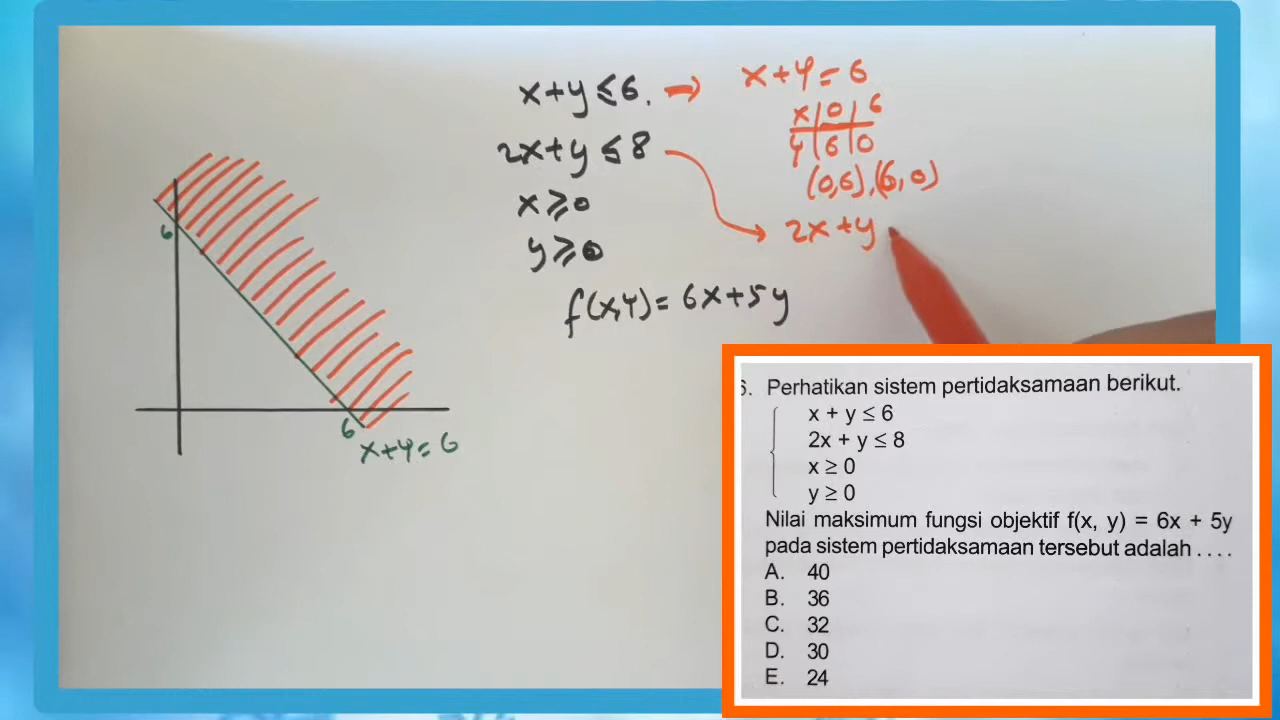 x+y≤6.
2x+y≤8
x≥0
y≥0
f(x,y)=6x+5y
x+y=6
x|0|6
y|6|0
(0,6),(6,0)
2x+y
6
6
x+y=6
6. Perhatikan sistem pertidaksamaan berikut.
x + y ≤ 6
2x + y ≤ 8
x ≥ 0
y ≥ 0
Nilai maksimum fungsi objektif f(x, y) = 6x + 5y
pada sistem pertidaksamaan tersebut adalah . . . .
A. 40
B. 36
C. 32
D. 30
E. 24